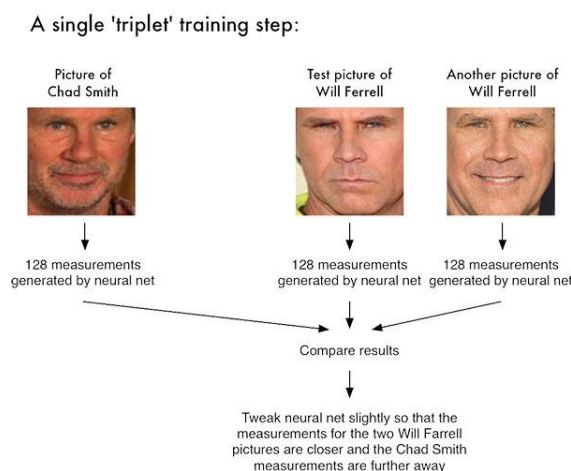 A single 'triplet' training step:
Picture of
Chad Smith
Test picture of
Will Ferrell
Another picture of
Will Ferrell
128 measurements
generated by neural net
128 measurements
generated by neural net
128 measurements
generated by neural net
Compare results
Tweak neural net slightly so that the
measurements for the two Will Farrell
pictures are closer and the Chad Smith
measurements are further away